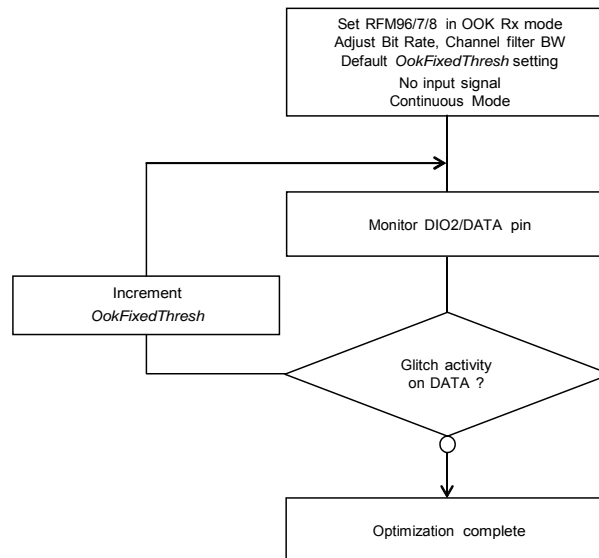 Set RFM96/7/8 in OOK Rx mode
Adjust Bit Rate, Channel filter BW
Default OokFixedThresh setting
No input signal
Continuous Mode
Monitor DIO2/DATA pin
Increment
OokFixedThresh
Glitch activity
on DATA ?
Optimization complete